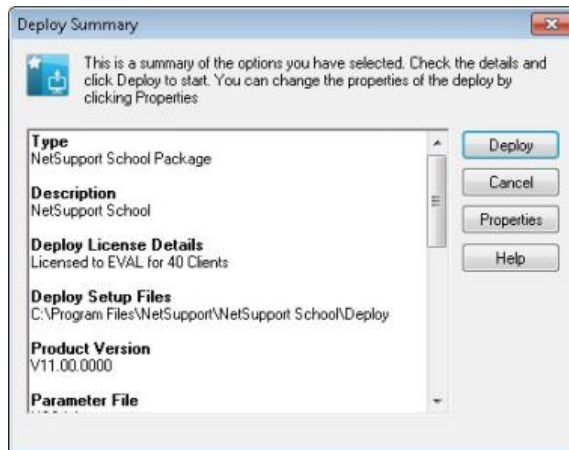 Deploy Summary
This is a summary of the options you have selected. Check the details and
click Deploy to start. You can change the properties of the deploy by
clicking Properties
Type
NetSupport School Package
Description
NetSupport School
Deploy License Details
Licensed to EVAL for 40 Clients
Deploy Setup Files
C:\Program Files\NetSupport\NetSupport School\Deploy
Product Version
V11.00.0000
Parameter File
Deploy
Cancel
Properties
Help